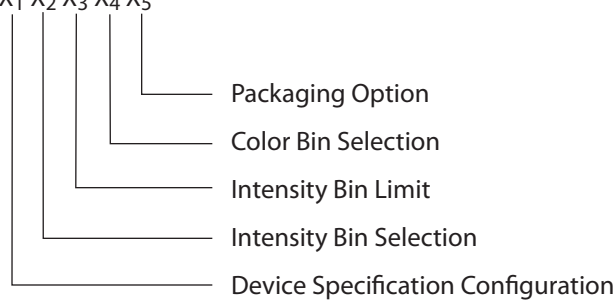 X1 X2 X3 X4 X5
Packaging Option
Color Bin Selection
Intensity Bin Limit
Intensity Bin Selection
Device Specification Configuration